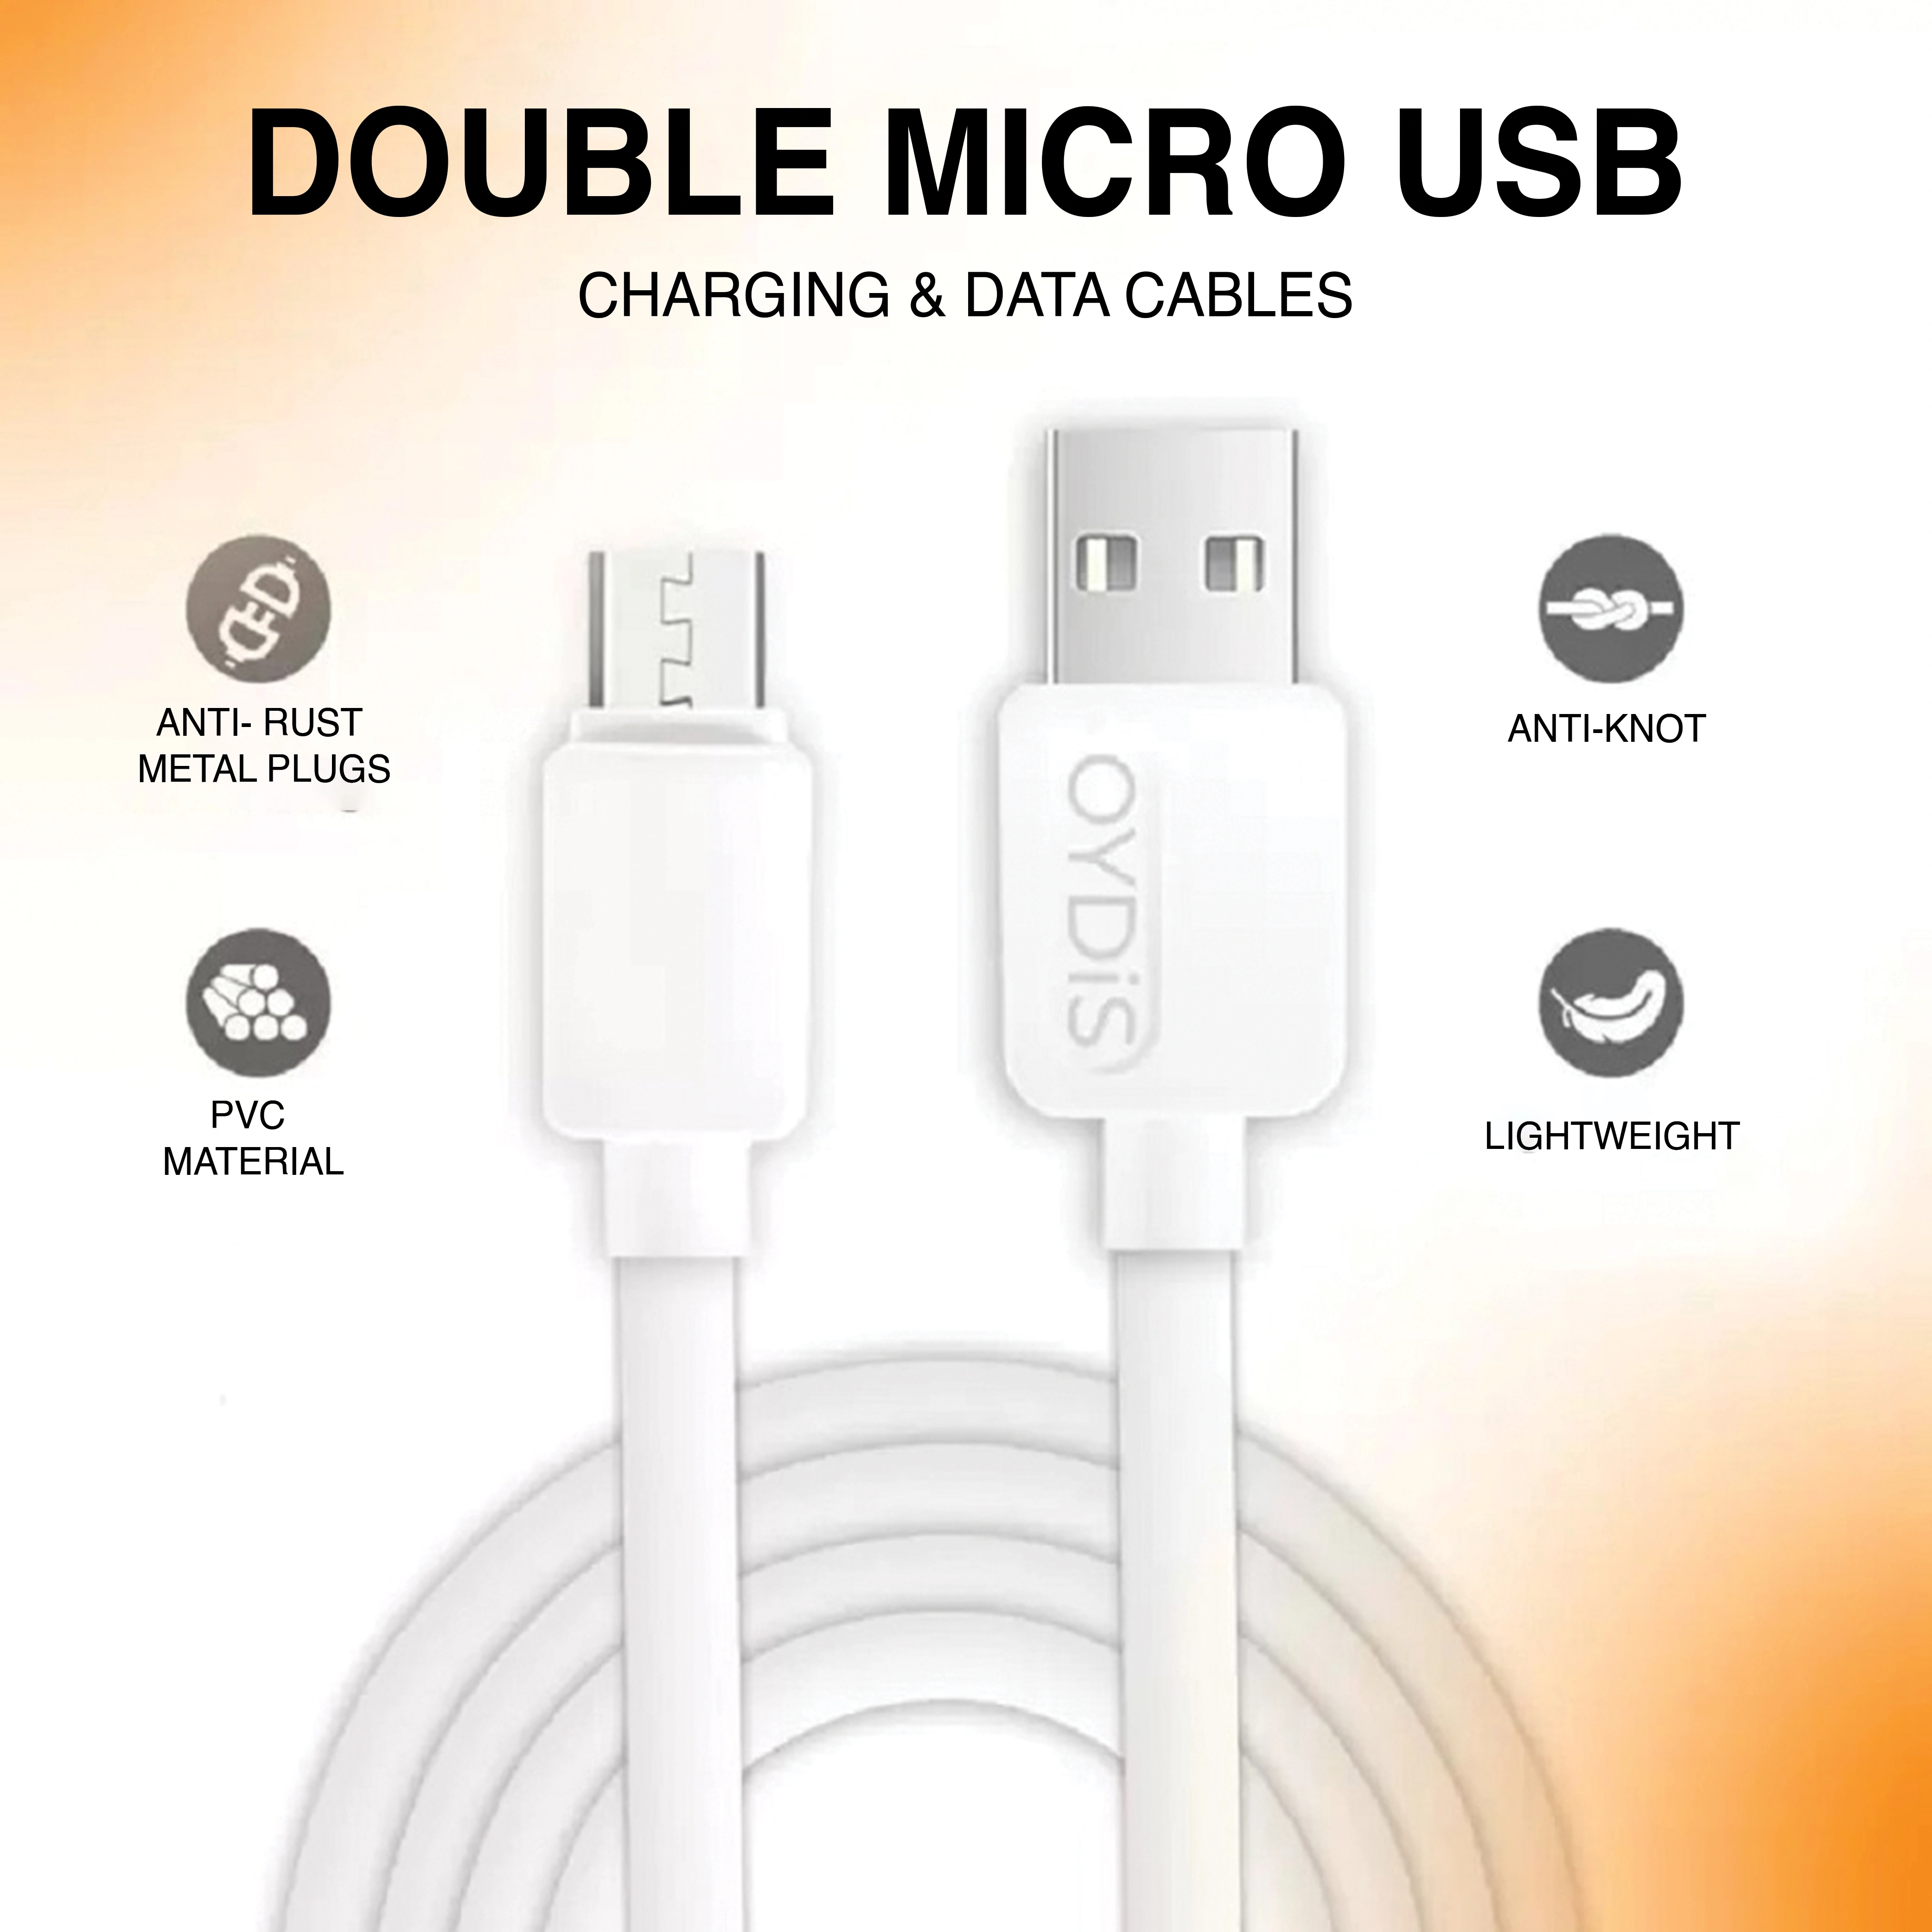 DOUBLE MICRO USB
CHARGING & DATA CABLES
ANTI- RUST
METAL PLUGS
ANTI-KNOT
OYDiS
PVC
MATERIAL
LIGHTWEIGHT